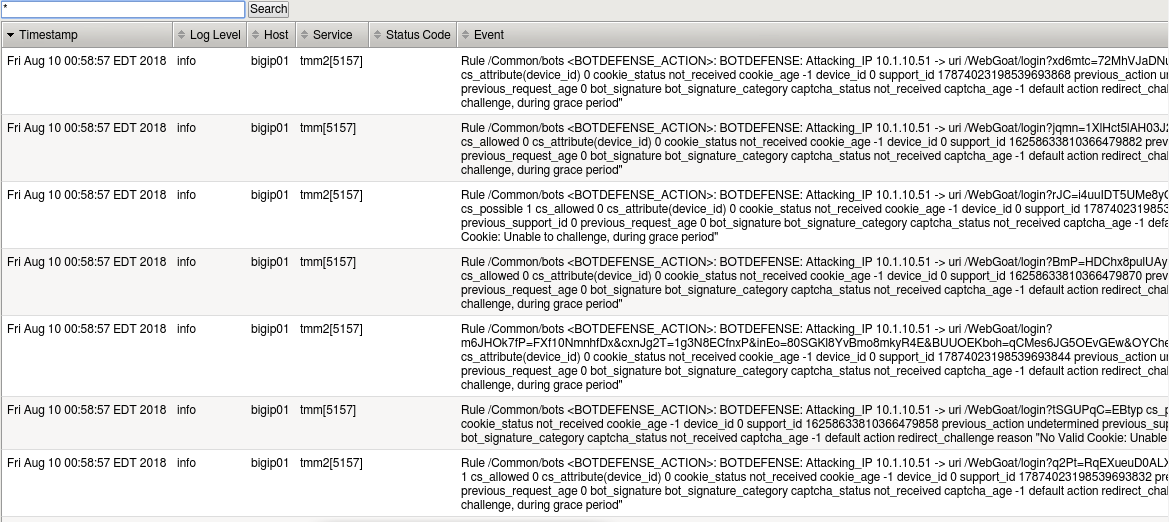 *
Search
Timestamp Log Level Host Service Status Code Event
Fri Aug 10 00:58:57 EDT 2018 info bigip01 tmm2[5157] Rule /Common/bots <BOTDEFENSE_ACTION>: BOTDEFENSE: Attacking_IP 10.1.10.51 -> uri /WebGoat/login?xd6mtc=72MhVJaDNu
cs_attribute(device_id) 0 cookie_status not_received cookie_age -1 device_id 0 support_id 17874023198539693868 previous_action u
previous_request_age 0 bot_signature bot_signature_category captcha_status not_received captcha_age -1 default action redirect_cha
challenge, during grace period"
Fri Aug 10 00:58:57 EDT 2018 info bigip01 tmm[5157] Rule /Common/bots <BOTDEFENSE_ACTION>: BOTDEFENSE: Attacking_IP 10.1.10.51 -> uri /WebGoat/login?jqmn=1XlHct5lAH03J
cs_allowed 0 cs_attribute(device_id) 0 cookie_status not_received cookie_age -1 device_id 0 support_id 16258633810366479882 prev
previous_request_age 0 bot_signature bot_signature_category captcha_status not_received captcha_age -1 default action redirect_cha
challenge, during grace period"
Fri Aug 10 00:58:57 EDT 2018 info bigip01 tmm2[5157] Rule /Common/bots <BOTDEFENSE_ACTION>: BOTDEFENSE: Attacking_IP 10.1.10.51 -> uri /WebGoat/login?rJC=i4uulDT5UMe8y
cs_possible 1 cs_allowed 0 cs_attribute(device_id) 0 cookie_status not_received cookie_age -1 device_id 0 support_id 1787402319853
previous_support_id 0 previous_request_age 0 bot_signature bot_signature_category captcha_status not_received captcha_age -1 defa
Cookie: Unable to challenge, during grace period"
Fri Aug 10 00:58:57 EDT 2018 info bigip01 tmm[5157] Rule /Common/bots <BOTDEFENSE_ACTION>: BOTDEFENSE: Attacking_IP 10.1.10.51 -> uri /WebGoat/login?BmP=HDChx8pulUAy
cs_allowed 0 cs_attribute(device_id) 0 cookie_status not_received cookie_age -1 device_id 0 support_id 16258633810366479870 prev
previous_request_age 0 bot_signature bot_signature_category captcha_status not_received captcha_age -1 default action redirect_cha
challenge, during grace period"
Fri Aug 10 00:58:57 EDT 2018 info bigip01 tmm2[5157] Rule /Common/bots <BOTDEFENSE_ACTION>: BOTDEFENSE: Attacking_IP 10.1.10.51 -> uri /WebGoat/login?
m6JHOk7fP=FXf10NmnhfDx&cxnJg2T=1g3N8ECfnxP&inEo=80SGKl8YvBmo8mkyR4E&BUUOEKboh=qCMes6JG5OEvGEw&OYChe
cs_attribute(device_id) 0 cookie_status not_received cookie_age -1 device_id 0 support_id 17874023198539693844 previous_action u
previous_request_age 0 bot_signature bot_signature_category captcha_status not_received captcha_age -1 default action redirect_cha
challenge, during grace period"
Fri Aug 10 00:58:57 EDT 2018 info bigip01 tmm[5157] Rule /Common/bots <BOTDEFENSE_ACTION>: BOTDEFENSE: Attacking_IP 10.1.10.51 -> uri /WebGoat/login?tSGUPqC=EBtyp cs_p
cookie_status not_received cookie_age -1 device_id 0 support_id 16258633810366479858 previous_action undetermined previous_sup
bot_signature_category captcha_status not_received captcha_age -1 default action redirect_challenge reason "No Valid Cookie: Unable
Fri Aug 10 00:58:57 EDT 2018 info bigip01 tmm2[5157] Rule /Common/bots <BOTDEFENSE_ACTION>: BOTDEFENSE: Attacking_IP 10.1.10.51 -> uri /WebGoat/login?q2Pt=RqEXueuD0AL
1 cs_allowed 0 cs_attribute(device_id) 0 cookie_status not_received cookie_age -1 device_id 0 support_id 17874023198539693832 pre
previous_request_age 0 bot_signature bot_signature_category captcha_status not_received captcha_age -1 default action redirect_cha
challenge, during grace period"